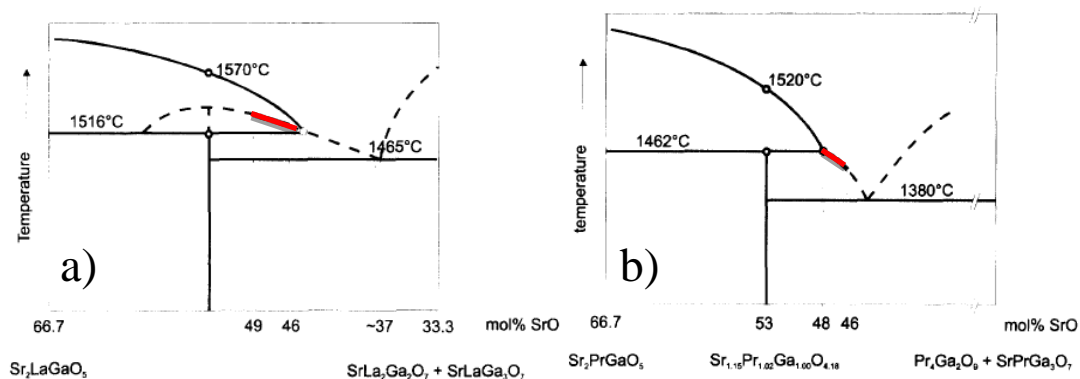 1570°C
1516°C
1465°C
Temperature
a)
66.7 49 46 ~37 33.3 mol% SrO
Sr₂LaGaO₅ SrLa₂Ga₂O₇ + SrLaGa₃O₇
1520°C
1462°C
1380°C
temperature
b)
66.7 53 48 46 mol% SrO
Sr₂PrGaO₅ Sr₁.₁₅Pr₁.₀₂Ga₁.₀₀O₄.₁₈ Pr₄Ga₂O₉ + SrPrGa₃O₇